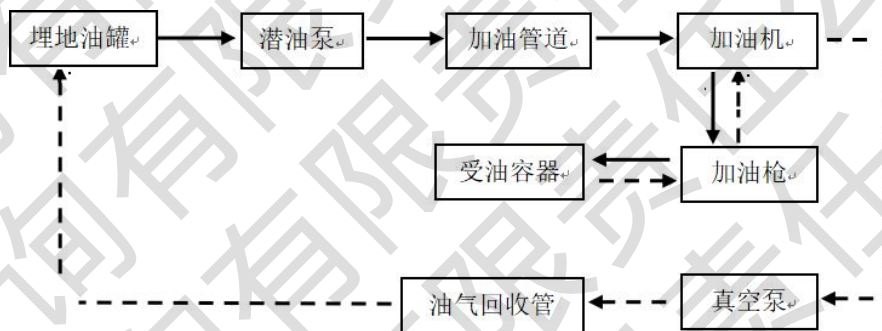 埋地油罐
潜油泵
加油管道
加油机
受油容器
加油枪
油气回收管
真空泵